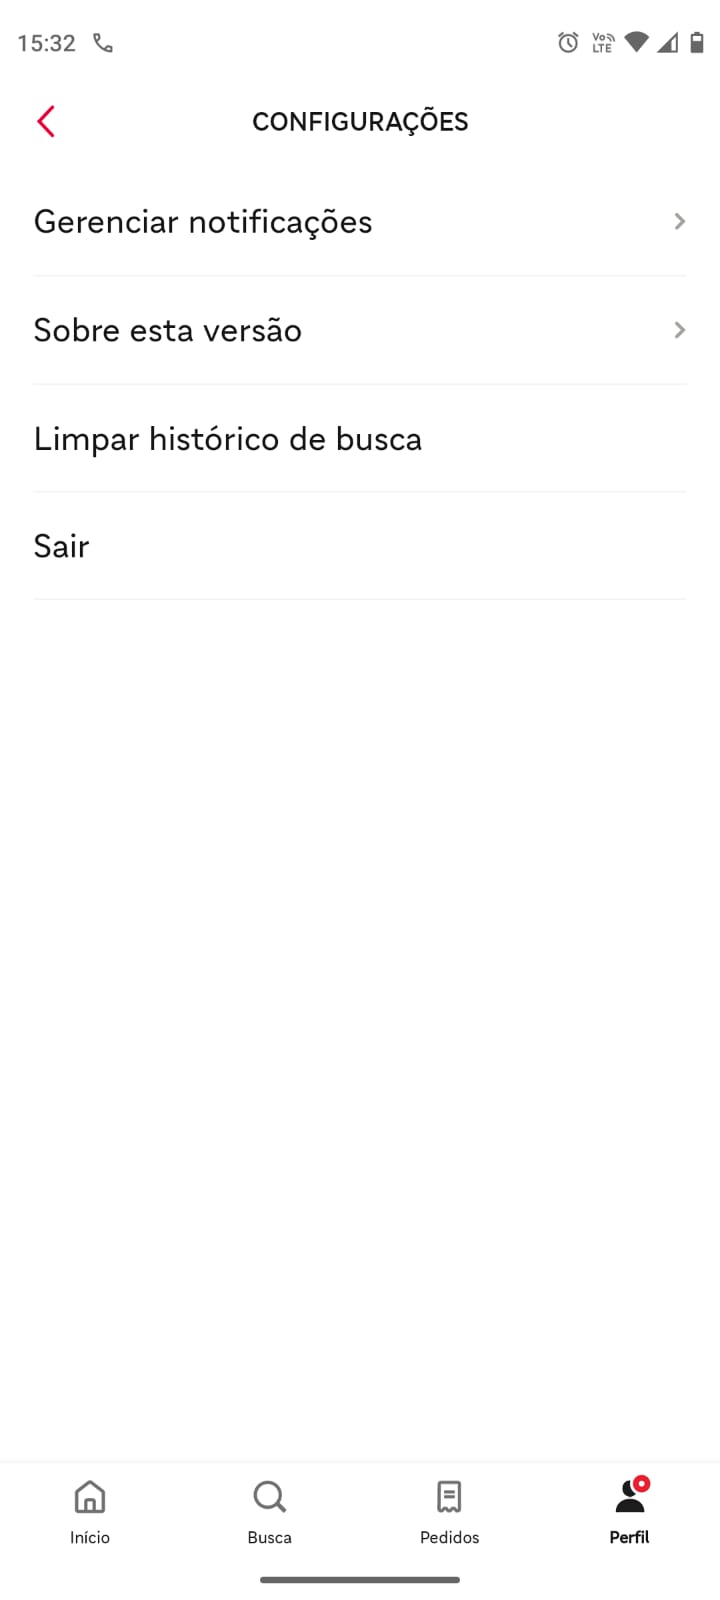 15:32
Vo))
LTE
CONFIGURAÇÕES
Gerenciar notificações
Sobre esta versão
Limpar histórico de busca
Sair
Início
Busca
Pedidos
Perfil